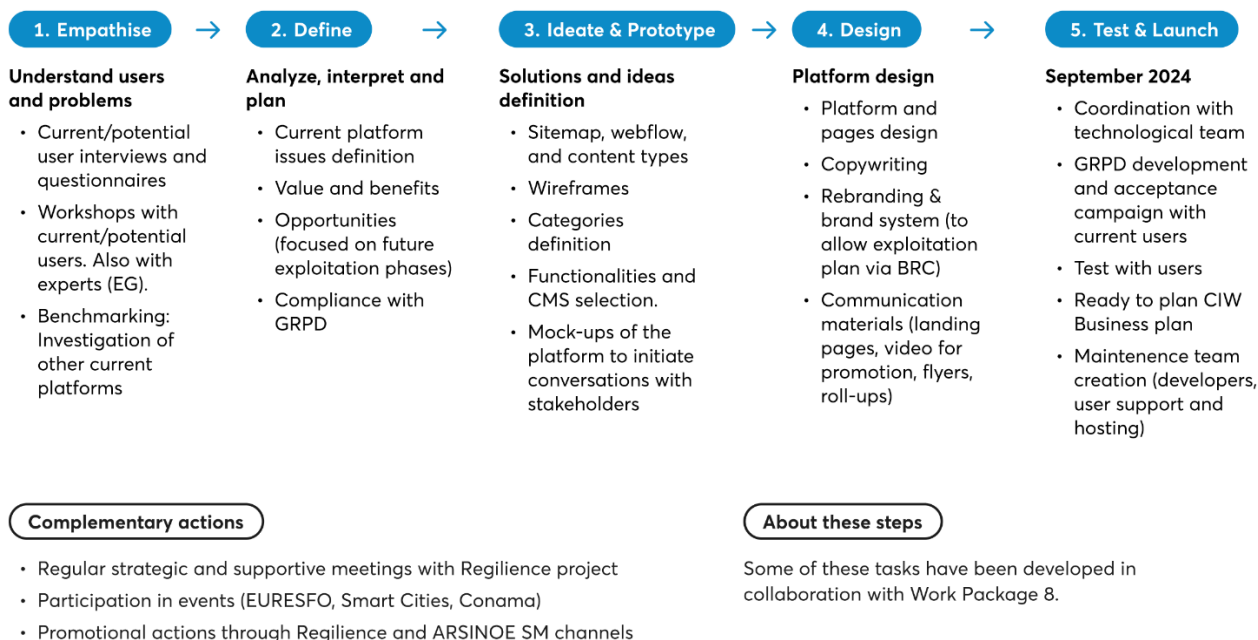 1. Empathise
→
2. Define
→
3. Ideate & Prototype
→
4. Design
→
5. Test & Launch
Understand users
and problems
• Current/potential
user interviews and
questionnaires
• Workshops with
current/potential
users. Also with
experts (EG).
• Benchmarking:
Investigation of
other current
platforms
Analyze, interpret and
plan
• Current platform
issues definition
• Value and benefits
• Opportunities
(focused on future
exploitation phases)
• Compliance with
GRPD
Solutions and ideas
definition
• Sitemap, webflow,
and content types
• Wireframes
• Categories
definition
• Functionalities and
CMS selection.
• Mock-ups of the
platform to initiate
conversations with
stakeholders
Platform design
• Platform and
pages design
• Copywriting
• Rebranding &
brand system (to
allow exploitation
plan via BRC)
• Communication
materials (landing
pages, video for
promotion, flyers,
roll-ups)
September 2024
• Coordination with
technological team
• GRPD development
and acceptance
campaign with
current users
• Test with users
• Ready to plan CIW
Business plan
• Maintenence team
creation (developers,
user support and
hosting)
Complementary actions
• Regular strategic and supportive meetings with Regilience project
• Participation in events (EURESFO, Smart Cities, Conama)
• Promotional actions through Regilience and ARSINOE SM channels
About these steps
Some of these tasks have been developed in
collaboration with Work Package 8.